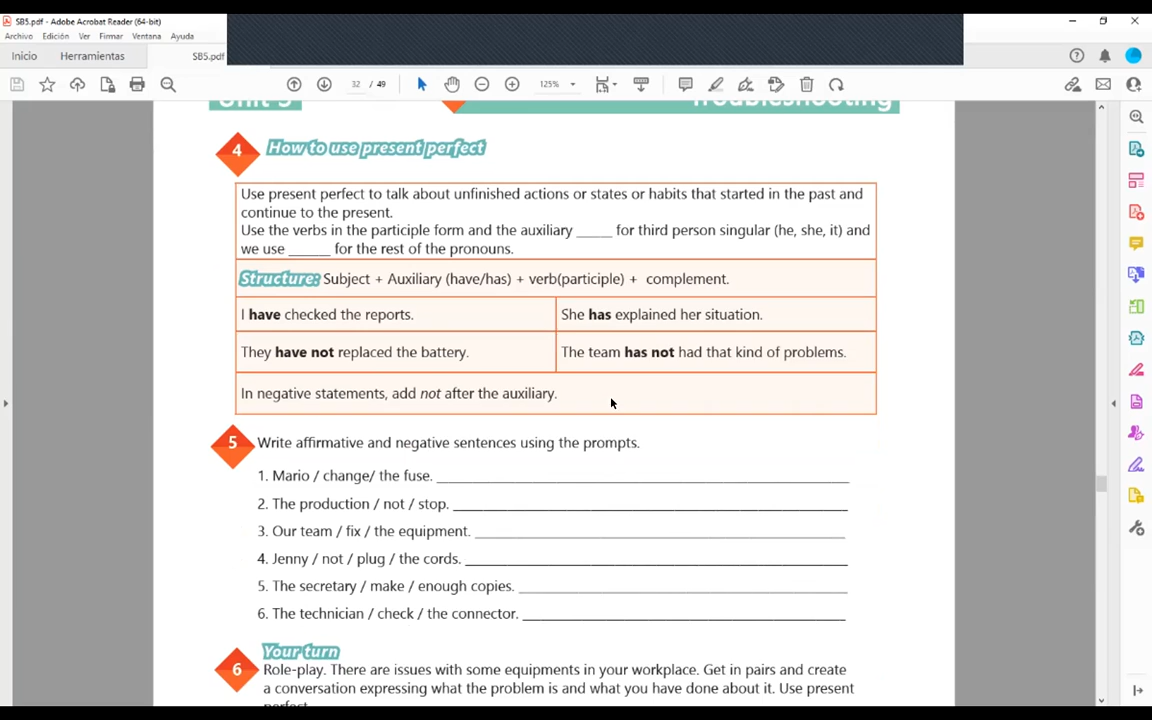 SB5.pdf - Adobe Acrobat Reader (64-bit)
Archivo Edición Ver Firmar Ventana Ayuda
Inicio Herramientas SB5.pdf
32 / 49 125%
Unit 5 Troubleshooting
4 How to use present perfect
Use present perfect to talk about unfinished actions or states or habits that started in the past and
continue to the present.
Use the verbs in the participle form and the auxiliary _____ for third person singular (he, she, it) and
we use ______ for the rest of the pronouns.
Structure: Subject + Auxiliary (have/has) + verb(participle) + complement.
I have checked the reports. She has explained her situation.
They have not replaced the battery. The team has not had that kind of problems.
In negative statements, add not after the auxiliary.
5 Write affirmative and negative sentences using the prompts.
1. Mario / change/ the fuse. ____________________
2. The production / not / stop. ____________________
3. Our team / fix / the equipment. ____________________
4. Jenny / not / plug / the cords. ____________________
5. The secretary / make / enough copies. ____________________
6. The technician / check / the connector. ____________________
Your turn
6 Role-play. There are issues with some equipments in your workplace. Get in pairs and create
a conversation expressing what the problem is and what you have done about it. Use present
perfect.